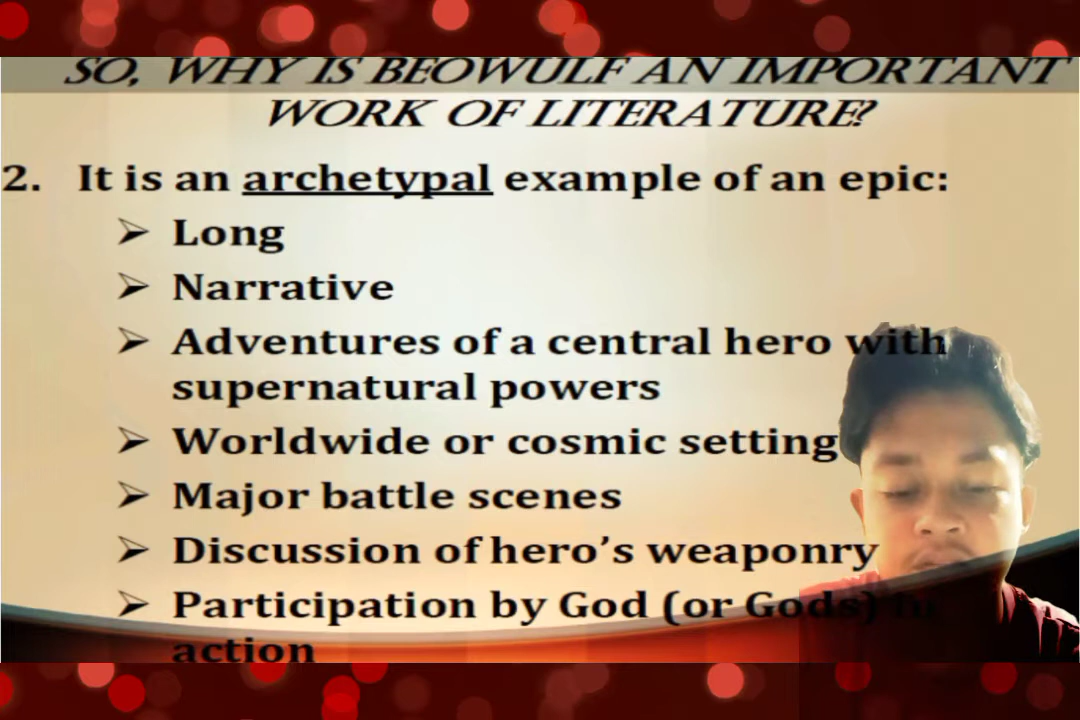 SO, WHY IS BEOWULF AN IMPORTANT
WORK OF LITERATURE?
2. It is an archetypal example of an epic:
➢ Long
➢ Narrative
➢ Adventures of a central hero with
supernatural powers
➢ Worldwide or cosmic setting
➢ Major battle scenes
➢ Discussion of hero's weaponry
➢ Participation by God (or Gods) in
action